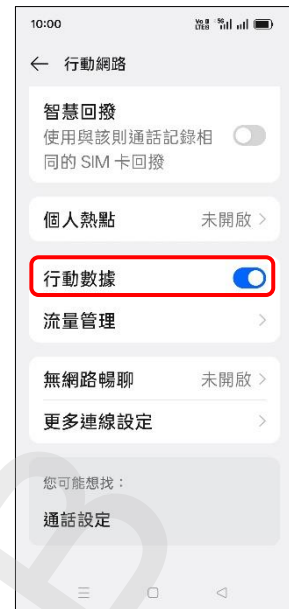 10:00
Vo LTE 5G
行動網路
智慧回撥
使用與該則通話記錄相
同的 SIM 卡回撥
個人熱點 未開啟
行動數據
流量管理
無網路暢聊 未開啟
更多連線設定
您可能想找：
通話設定